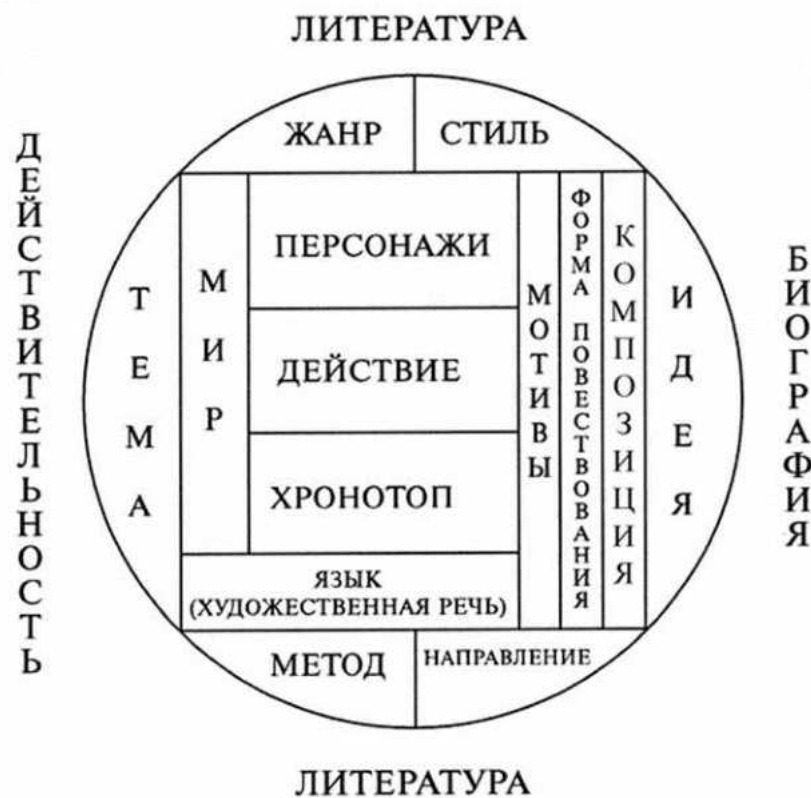 ЛИТЕРАТУРА
ЖАНР
СТИЛЬ
ДЕЙСТВИТЕЛЬНОСТЬ
ТЕМА
МИР
ПЕРСОНАЖИ
ДЕЙСТВИЕ
ХРОНОТОП
ЯЗЫК
(ХУДОЖЕСТВЕННАЯ РЕЧЬ)
МОТИВЫ
ФОРМА ПОВЕСТВОВАНИЯ
КОМПОЗИЦИЯ
ИДЕЯ
БИОГРАФИЯ
МЕТОД
НАПРАВЛЕНИЕ
ЛИТЕРАТУРА